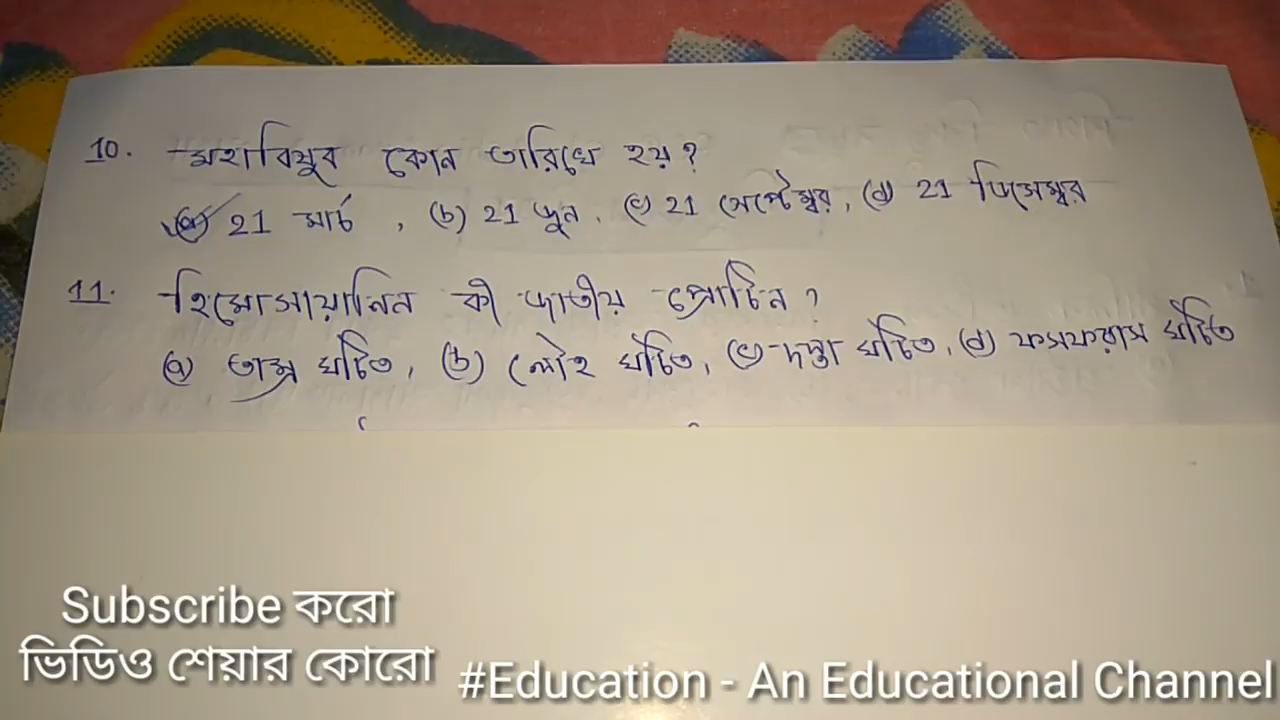 10. মহাবিষুব কোন তারিখে হয়?
(a) 21 মার্চ, (b) 21 জুন, (c) 21 সেপ্টেম্বর, (d) 21 ডিসেম্বর
11. হিমোসায়ানিন কী জাতীয় প্রোটিন?
(a) তাম্র ঘটিত, (b) লৌহ ঘটিত, (c) দস্তা ঘটিত, (d) ফসফরাস ঘটিত
Subscribe করো
ভিডিও শেয়ার কোরো
#Education - An Educational Channel